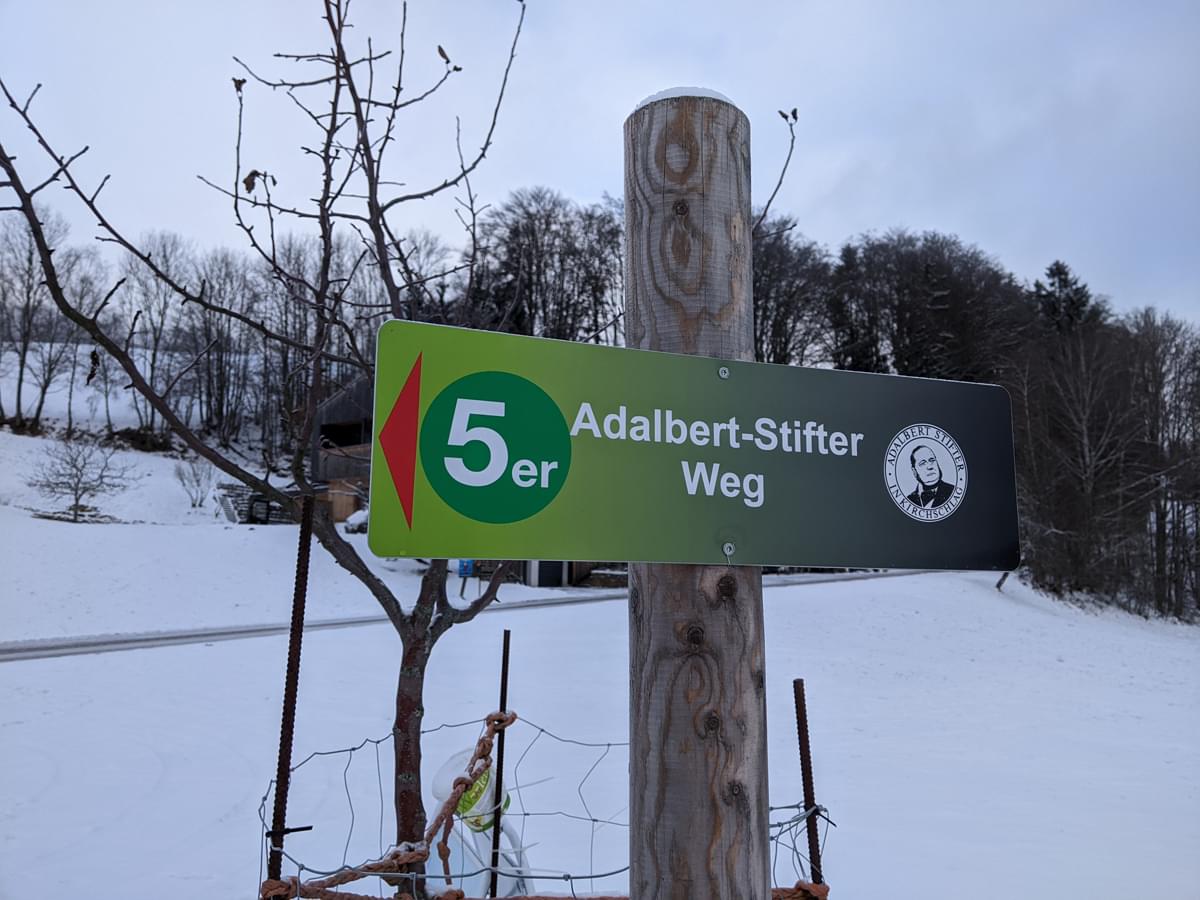 5er
Adalbert-Stifter
Weg
ADALBERT STIFTER
IN KIRCHSCHLAG